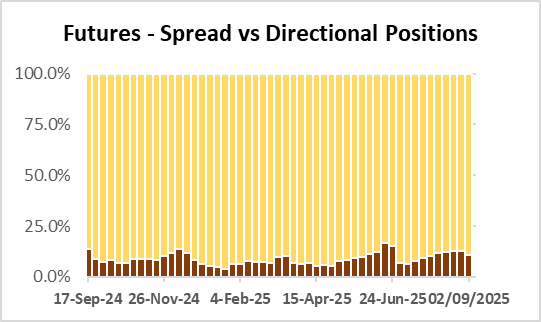 Futures - Spread vs Directional Positions
100.0%
75.0%
50.0%
25.0%
0.0%
17-Sep-24 26-Nov-24 4-Feb-25 15-Apr-25 24-Jun-25 02/09/2025